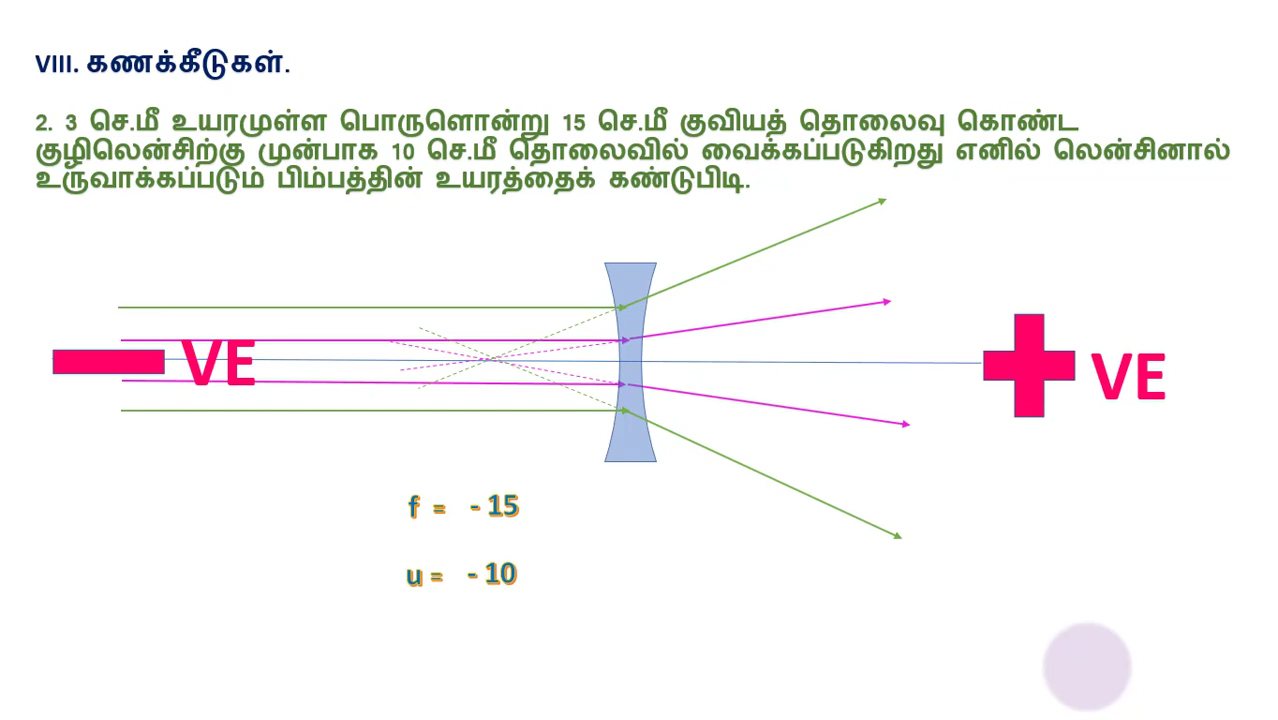 VIII. கணக்கீடுகள்.
2. 3 செ.மீ உயரமுள்ள பொருளொன்று 15 செ.மீ குவியத் தொலைவு கொண்ட
குழிலென்சிற்கு முன்பாக 10 செ.மீ தொலைவில் வைக்கப்படுகிறது எனில் லென்சினால்
உருவாக்கப்படும் பிம்பத்தின் உயரத்தைக் கண்டுபிடி.
VE
VE
f = - 15
u = - 10